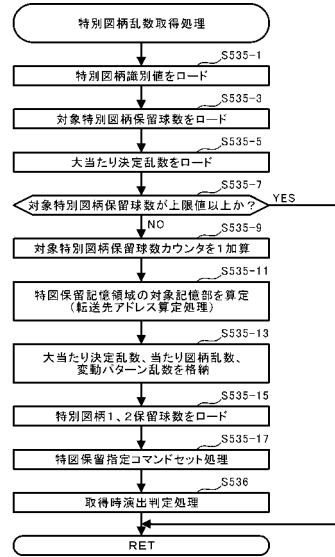 特別図柄乱数取得処理
S535-1
特別図柄識別値をロード
S535-3
対象特別図柄保留球数をロード
S535-5
大当たり決定乱数をロード
S535-7
対象特別図柄保留球数が上限値以上か?
YES
NO
S535-9
対象特別図柄保留球数カウンタを1加算
S535-11
特図保留記憶領域の対象記憶部を算定
(転送先アドレス算定処理)
S535-13
大当たり決定乱数、当たり図柄乱数、
変動パターン乱数を格納
S535-15
特別図柄1、2保留球数をロード
S535-17
特図保留指定コマンドセット処理
S536
取得時演出判定処理
RET